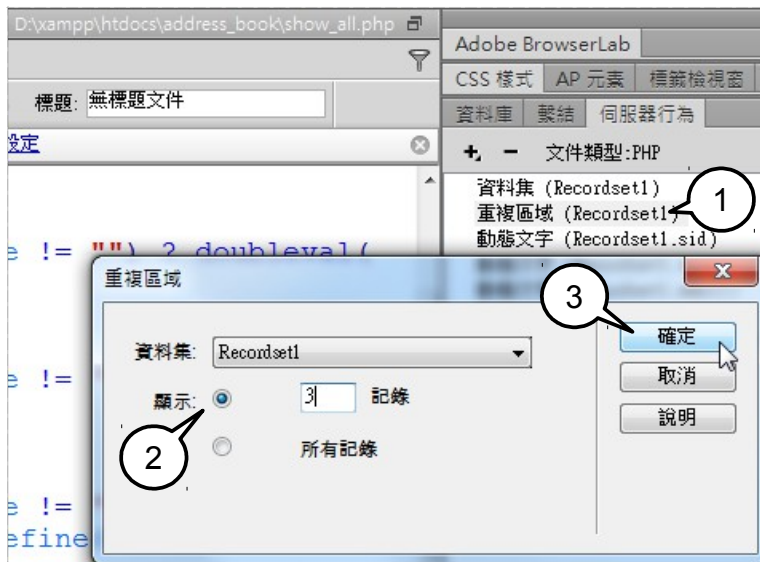 D:\xampp\htdocs\address_book\show_all.php
標題: 無標題文件
設定
e != "") ? doubleval(
e !=
e !=
efine
Adobe BrowserLab
CSS 樣式 AP 元素 標籤檢視窗
資料庫 繫結 伺服器行為
+ - 文件類型:PHP
資料集 (Recordset1)
重複區域 (Recordset1)
動態文字 (Recordset1.sid)
1
重複區域
資料集: Recordset1
顯示: 3 記錄
所有記錄
2
確定
取消
說明
3